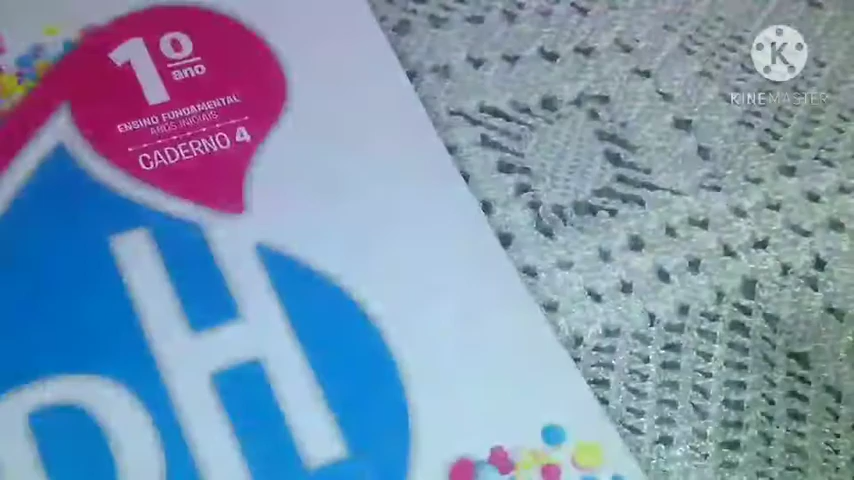 1º
ano
ENSINO FUNDAMENTAL
ANOS INICIAIS
CADERNO 4
H
K
KINEMASTER